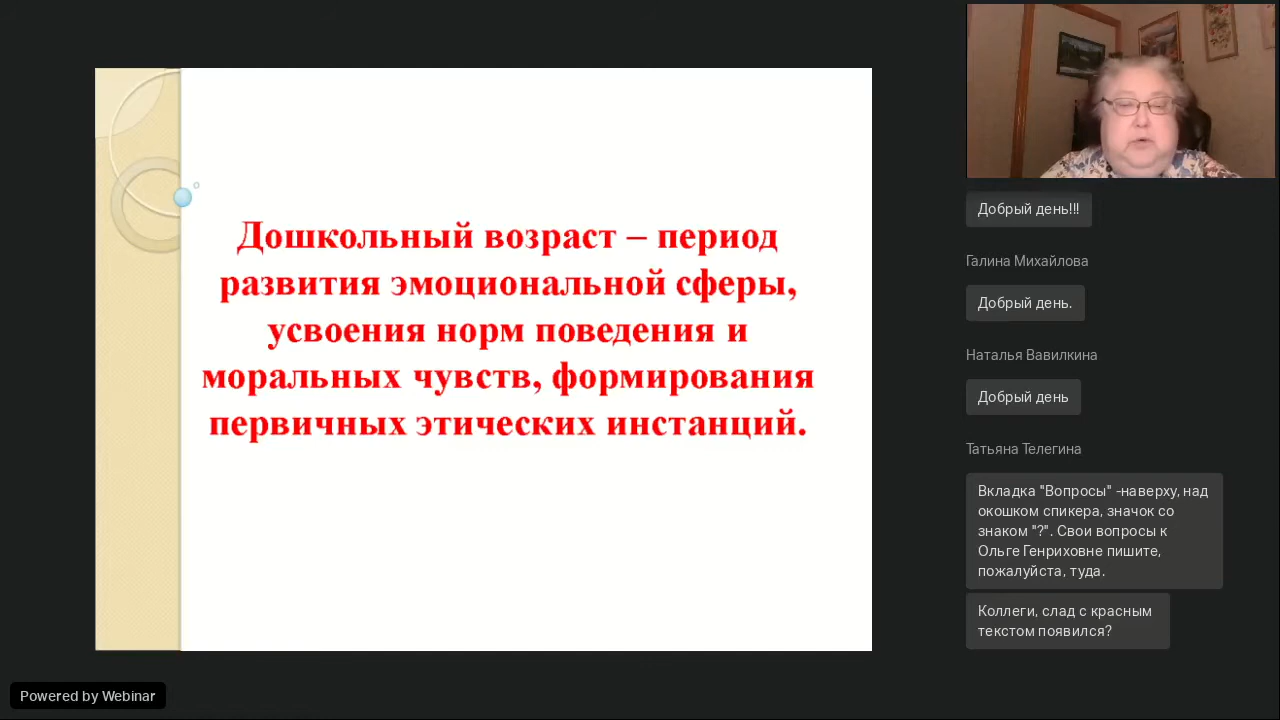 Дошкольный возраст – период
развития эмоциональной сферы,
усвоения норм поведения и
моральных чувств, формирования
первичных этических инстанций.
Добрый день!!!
Галина Михайлова
Добрый день.
Наталья Вавилкина
Добрый день
Татьяна Телегина
Вкладка "Вопросы" -наверху, над
окошком спикера, значок со
знаком "?". Свои вопросы к
Ольге Генриховне пишите,
пожалуйста, туда.
Коллеги, слад с красным
текстом появился?
Powered by Webinar